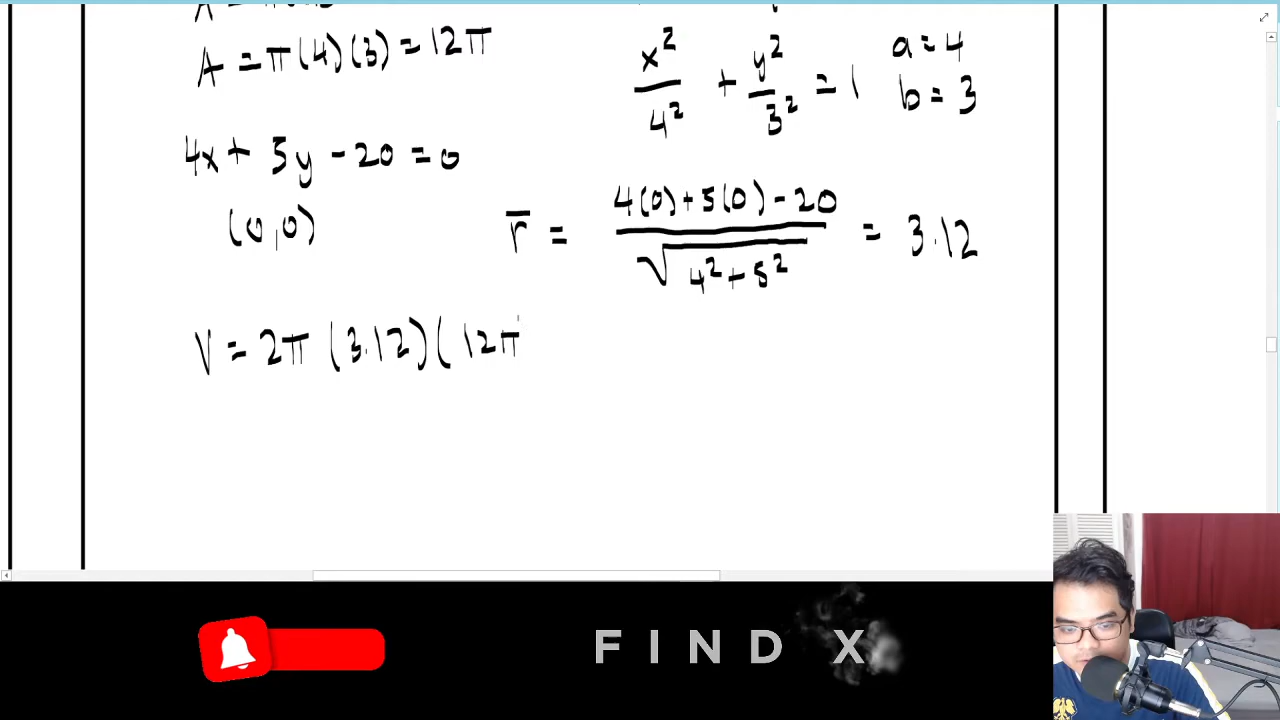 A = π(4)(3) = 12π
x²/4² + y²/3² = 1
a = 4
b = 3
4x + 5y - 20 = 0
(0,0)
r̅ = 4(0)+5(0)-20 / √4²+5² = 3.12
V = 2π (3.12)(12π
FIND X